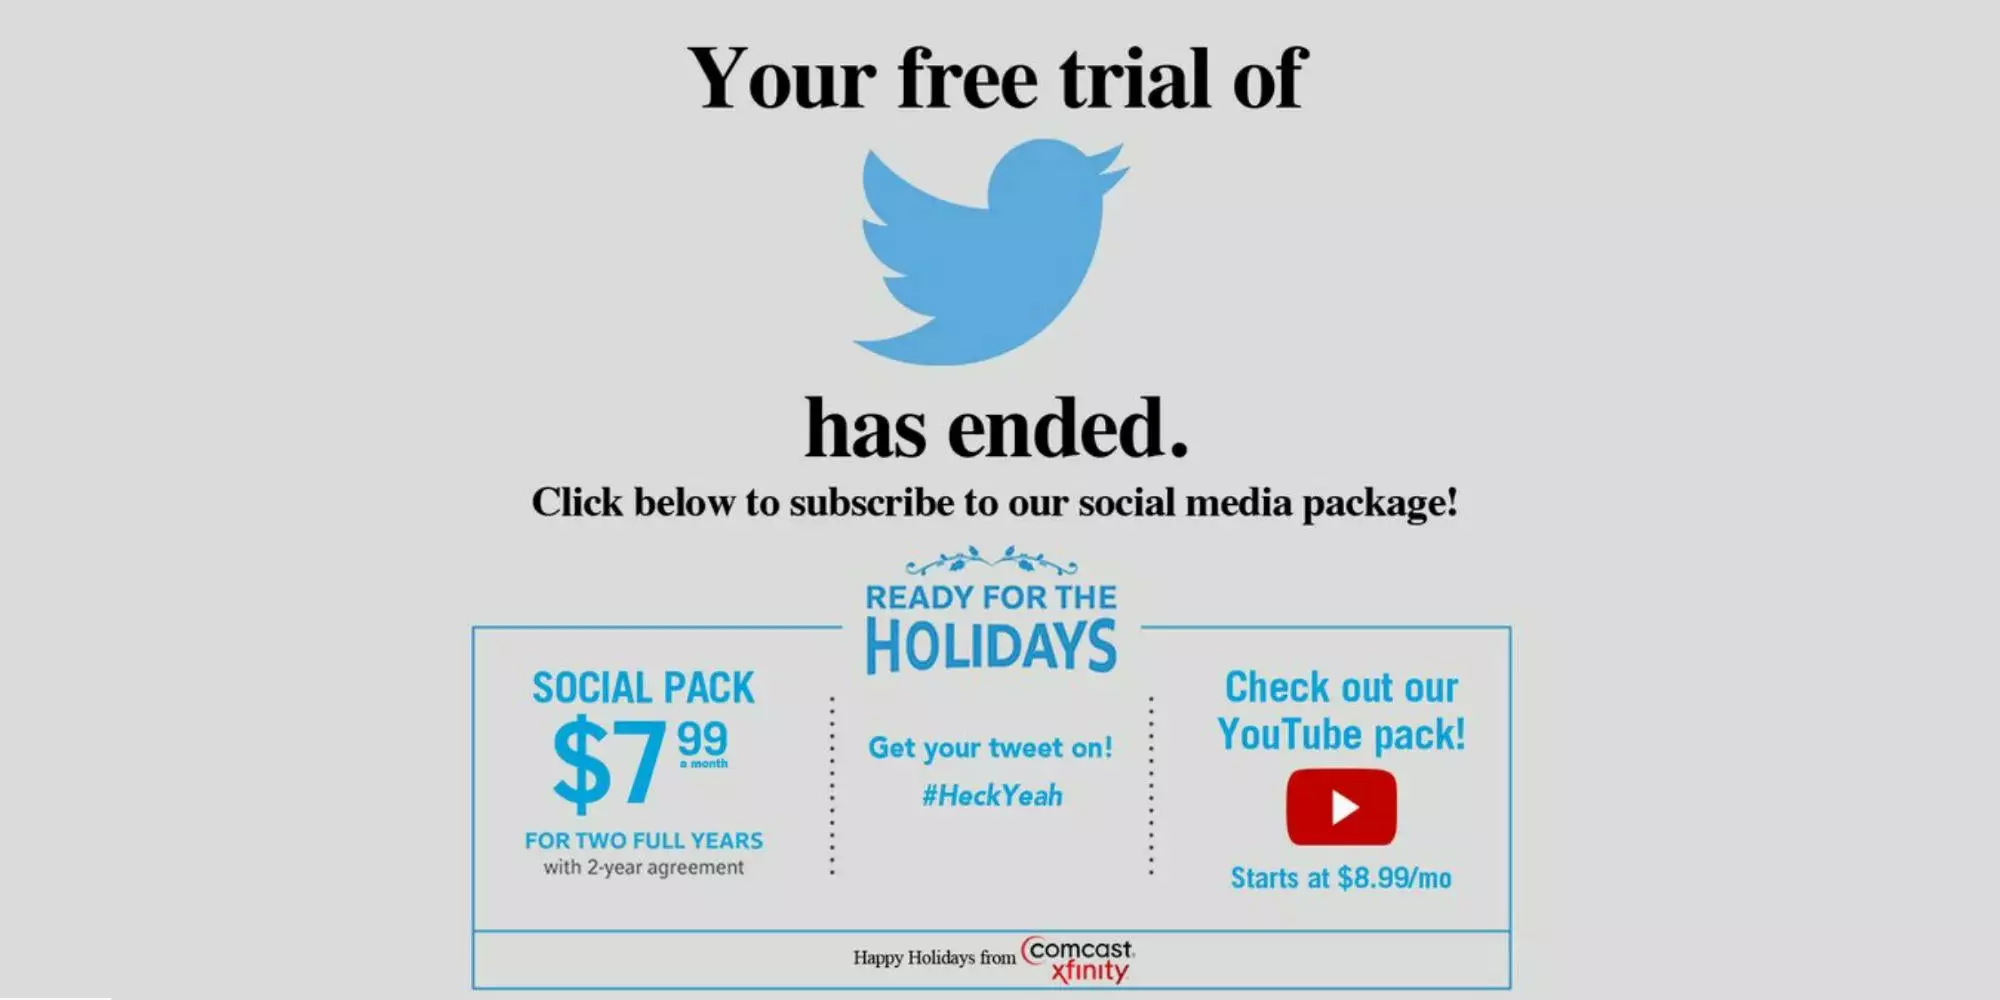 Your free trial of
has ended.
Click below to subscribe to our social media package!
READY FOR THE
HOLIDAYS
SOCIAL PACK
$7 99
a month
FOR TWO FULL YEARS
with 2-year agreement
Get your tweet on!
#HeckYeah
Check out our
YouTube pack!
Starts at $8.99/mo
Happy Holidays from comcast
xfinity